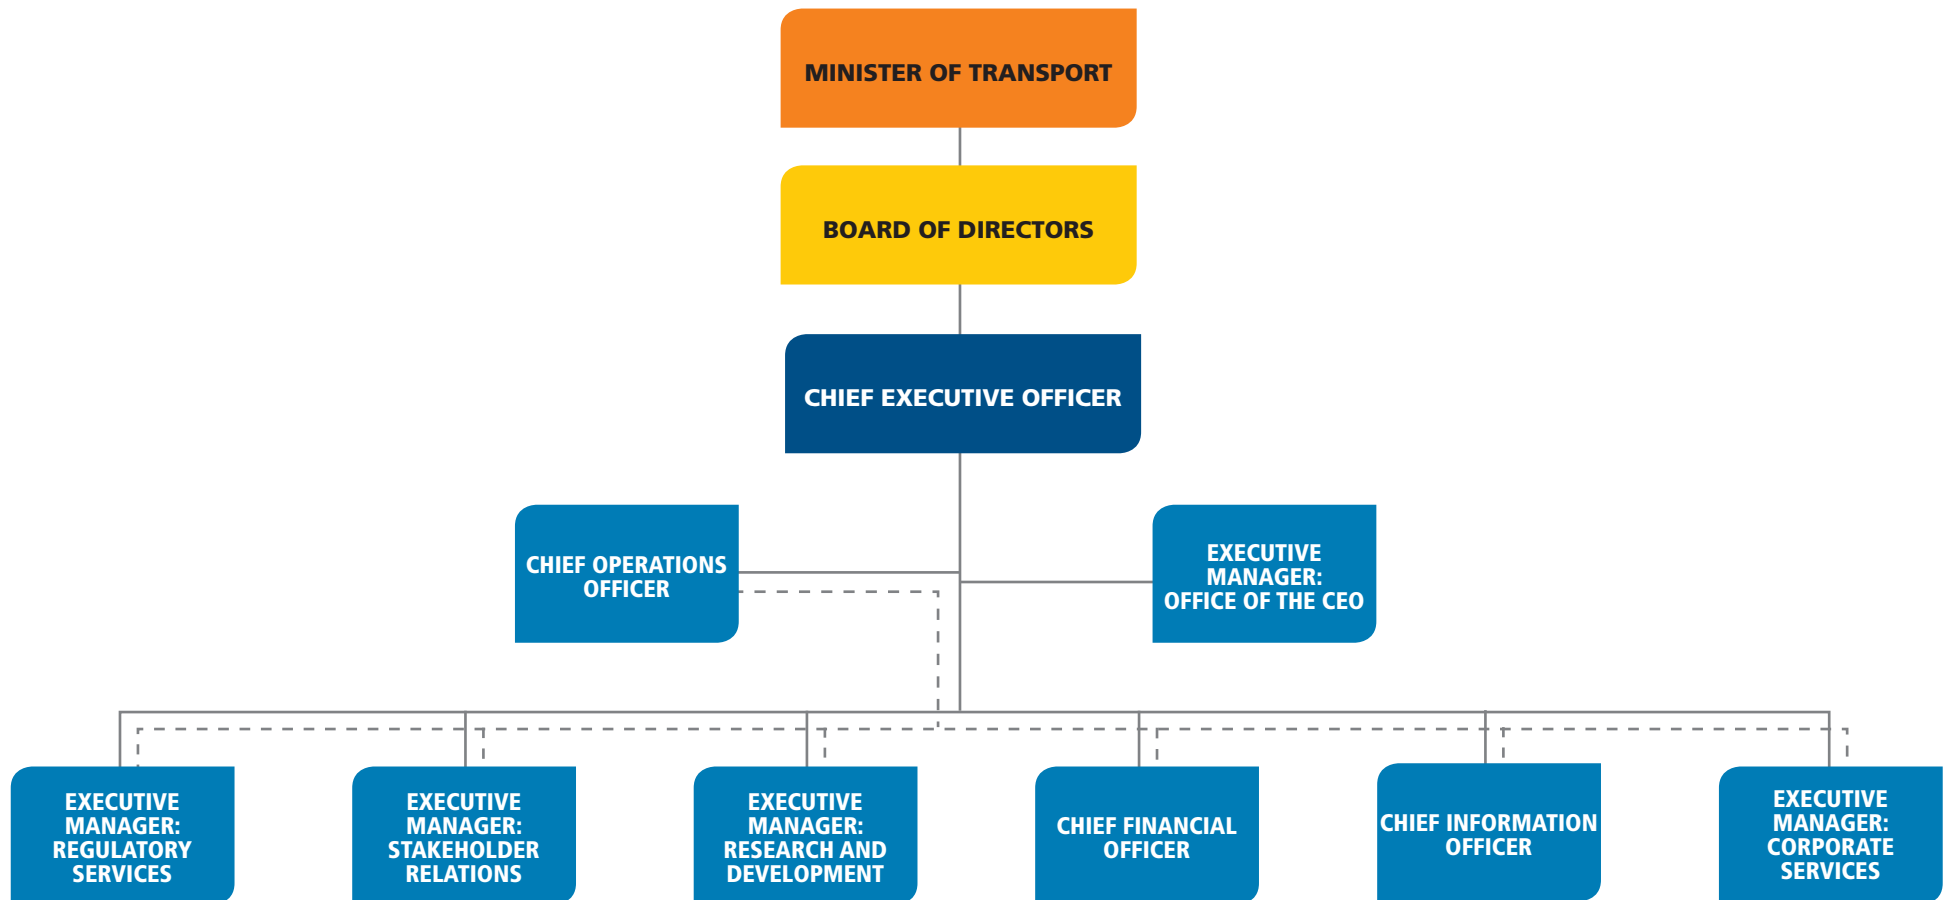 MINISTER OF TRANSPORT
BOARD OF DIRECTORS
CHIEF EXECUTIVE OFFICER
CHIEF OPERATIONS
OFFICER
EXECUTIVE
MANAGER:
OFFICE OF THE CEO
EXECUTIVE
MANAGER:
REGULATORY
SERVICES
EXECUTIVE
MANAGER:
STAKEHOLDER
RELATIONS
EXECUTIVE
MANAGER:
RESEARCH AND
DEVELOPMENT
CHIEF FINANCIAL
OFFICER
CHIEF INFORMATION
OFFICER
EXECUTIVE
MANAGER:
CORPORATE
SERVICES